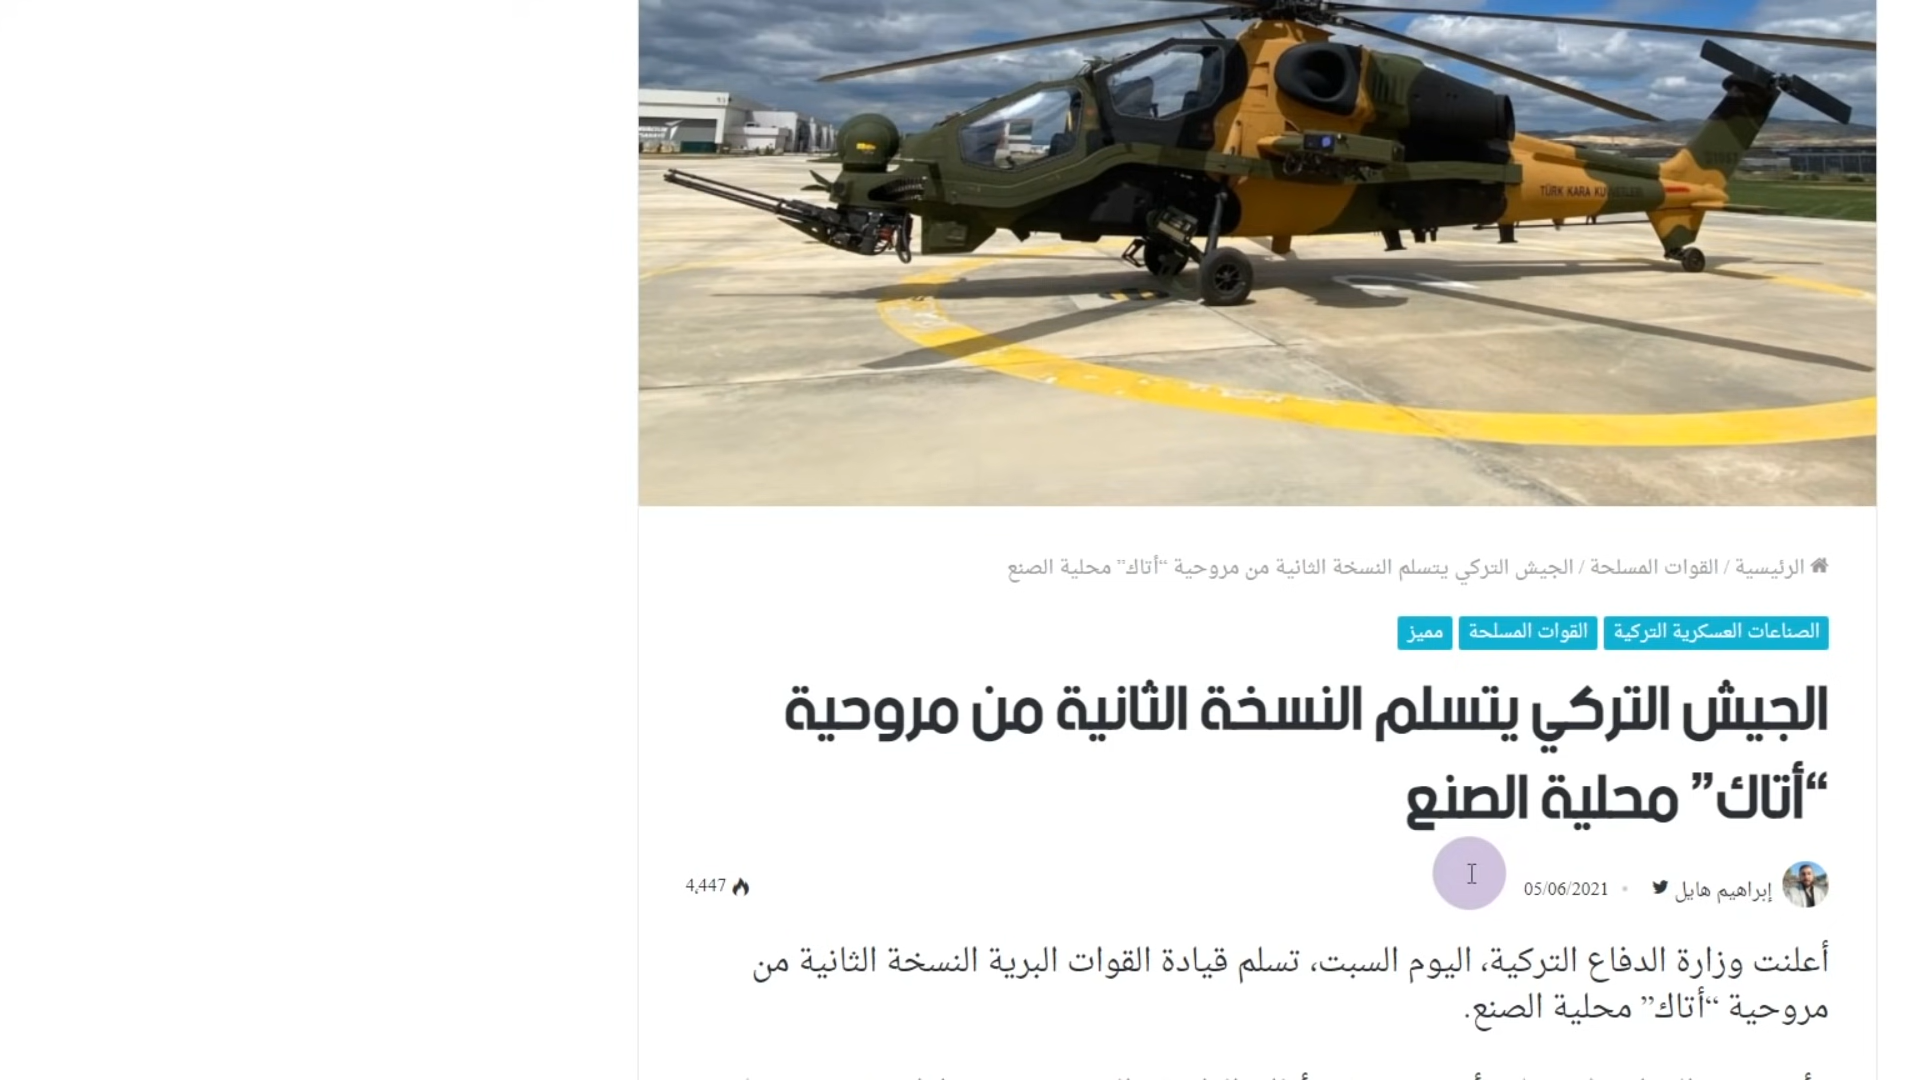 TÜRK KARA KUVVETLERİ
الرئيسية / القوات المسلحة / الجيش التركي يتسلم النسخة الثانية من مروحية “أتاك” محلية الصنع
الصناعات العسكرية التركية القوات المسلحة مميز
الجيش التركي يتسلم النسخة الثانية من مروحية
“أتاك” محلية الصنع
إبراهيم هايل 05/06/2021 4,447
أعلنت وزارة الدفاع التركية، اليوم السبت، تسلم قيادة القوات البرية النسخة الثانية من
مروحية “أتاك” محلية الصنع.